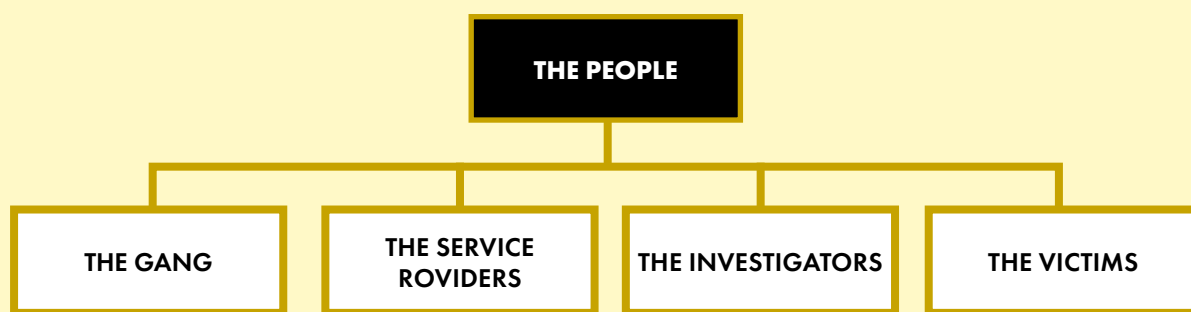 THE PEOPLE
THE GANG
THE SERVICE
ROVIDERS
THE INVESTIGATORS
THE VICTIMS